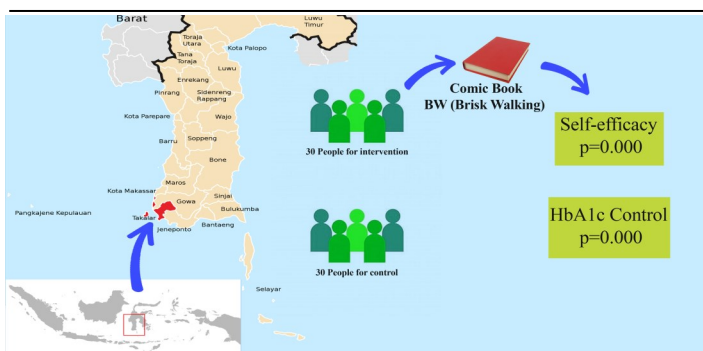 Barat
Luwu
Timur
Toraja
Utara
Kota Palopo
Tana
Toraja
Luwu
Enrekang
Pinrang
Sidenreng
Rappang
Kota Parepare
Wajo
Barru
Soppeng
Bone
Maros
Kota Makassar
Gowa
Sinjai
Pangkajene Kepulauan
Takalar
Bulukumba
Jeneponto
Bantaeng
Selayar
30 People for intervention
30 People for control
Comic Book
BW (Brisk Walking)
Self-efficacy
p=0.000
HbA1c Control
p=0.000